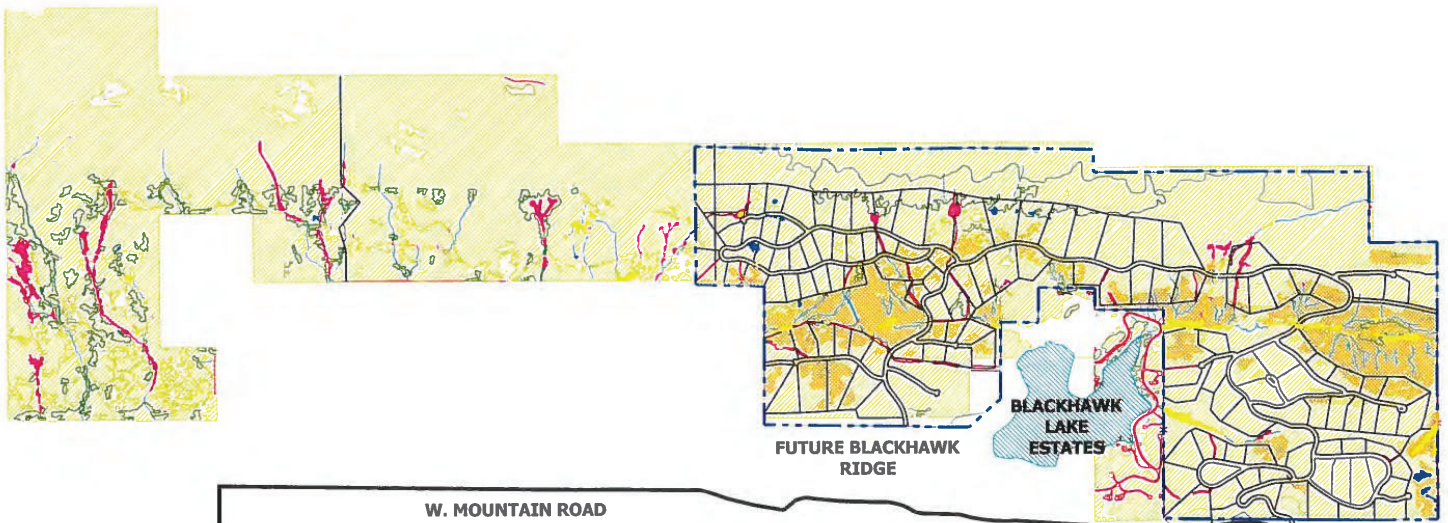 BLACKHAWK
LAKE
ESTATES
FUTURE BLACKHAWK
RIDGE
W. MOUNTAIN ROAD